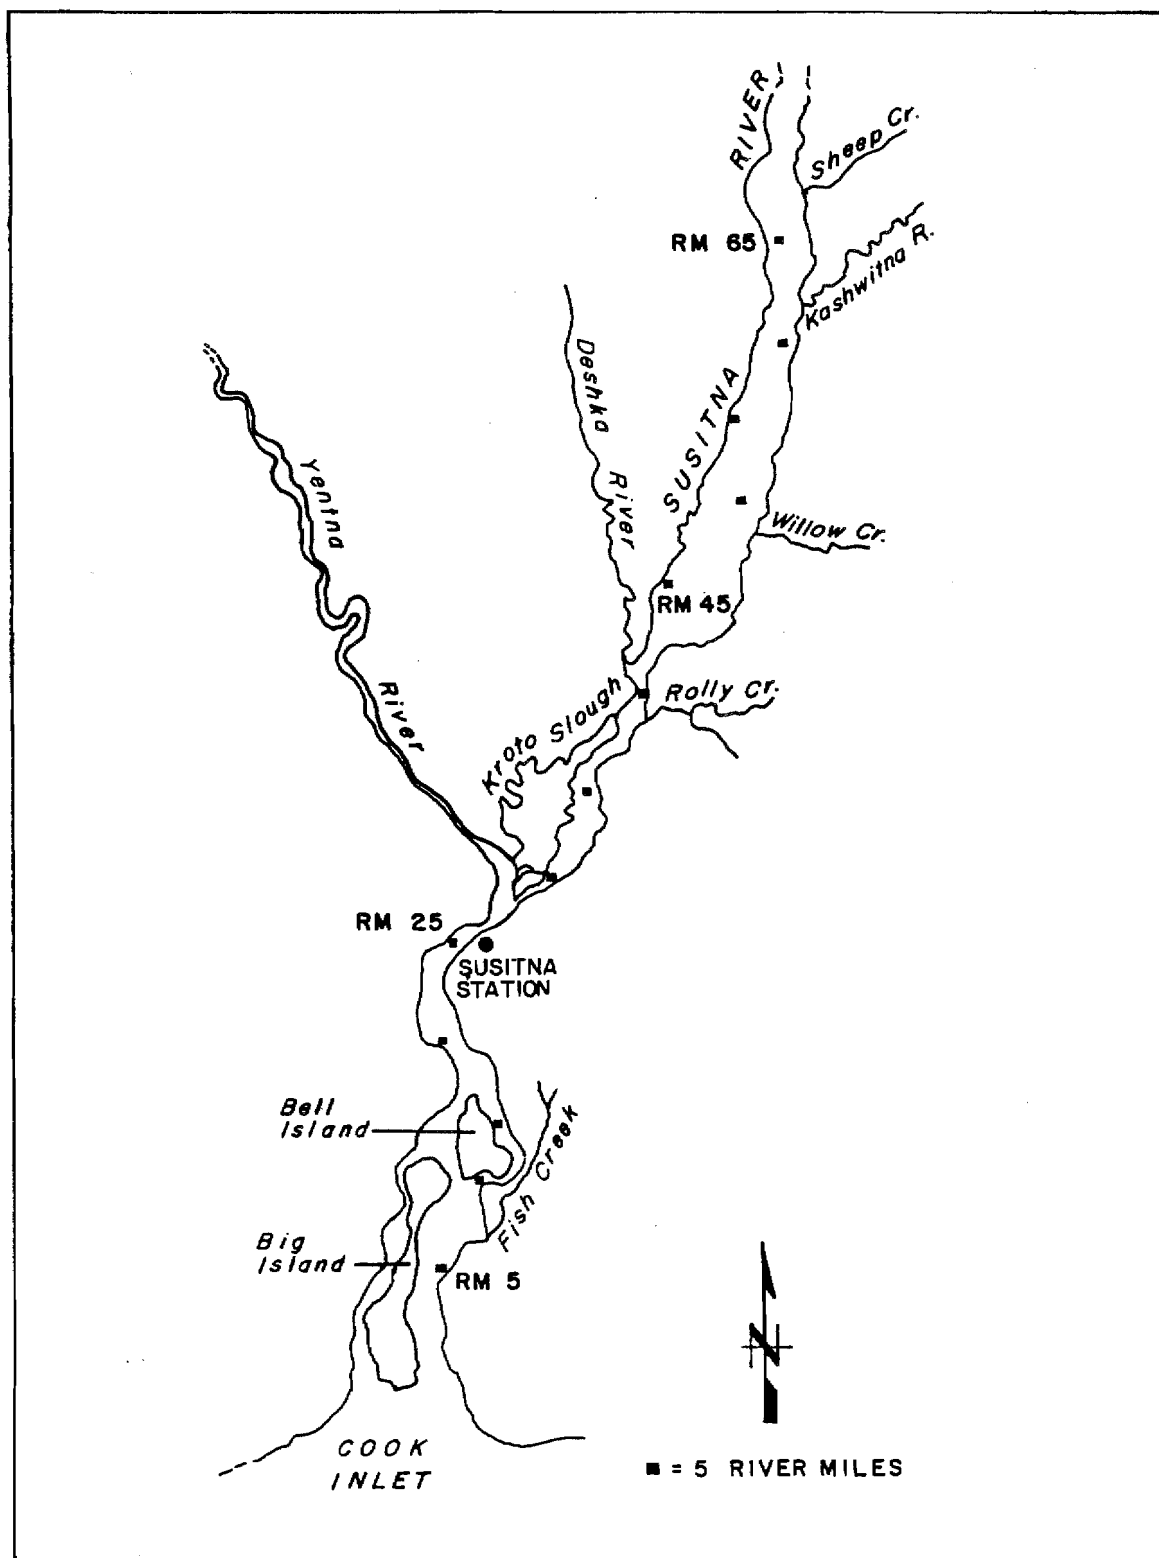 SUSITNA RIVER
Sheep Cr.
RM 65
Kashwitna R.
Deshka River
Yentna River
Willow Cr.
RM 45
Kroto Slough
Rolly Cr.
RM 25
SUSITNA
STATION
Bell
Island
Fish Creek
Big
Island
RM 5
COOK
INLET
N
■ = 5 RIVER MILES